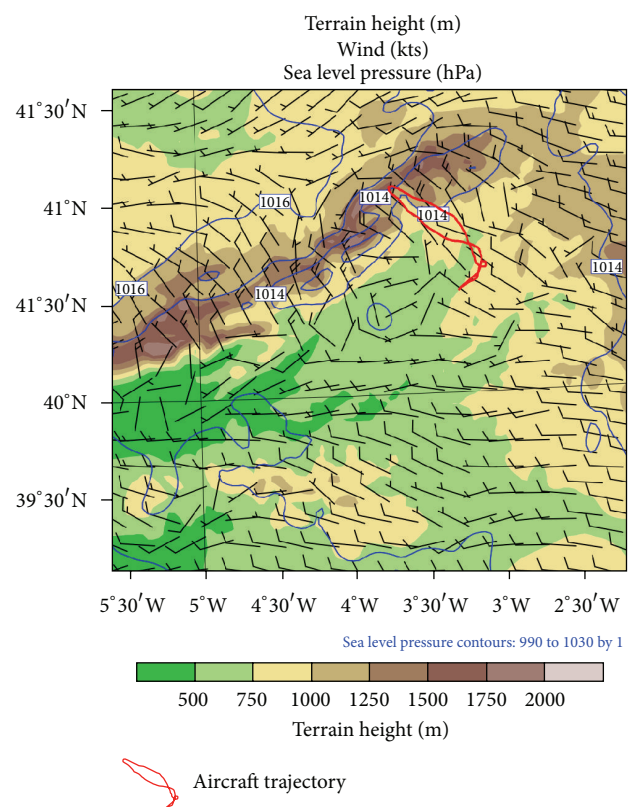 Terrain height (m)
Wind (kts)
Sea level pressure (hPa)
41°30′N
41°N
41°30′N
40°N
39°30′N
1016
1014
1014
1016
1014
1014
5°30′W 5°W 4°30′W 4°W 3°30′W 3°W 2°30′W
Sea level pressure contours: 990 to 1030 by 1
500 750 1000 1250 1500 1750 2000
Terrain height (m)
Aircraft trajectory